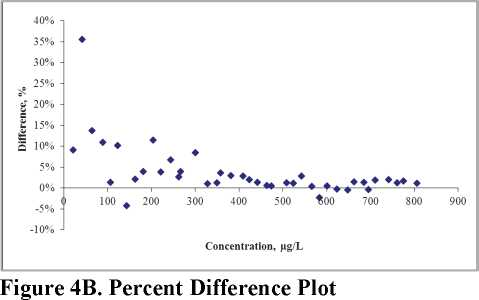 40%
35%
30%
25%
20%
15%
10%
5%
0%
-5%
-10%
Difference, %
0 100 200 300 400 500 600 700 800 900
Concentration, µg/L
Figure 4B. Percent Difference Plot